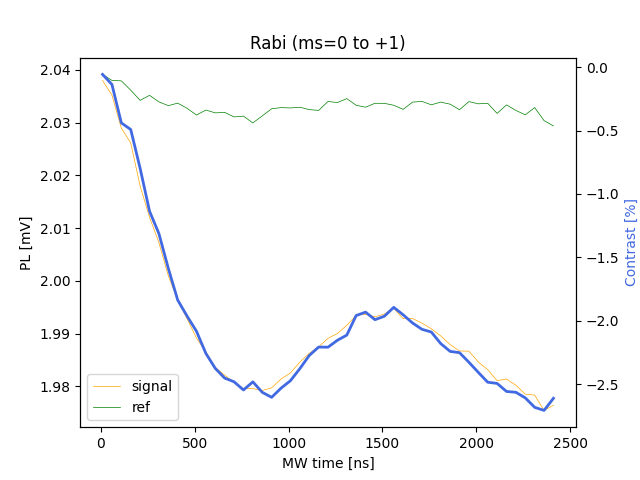 Rabi (ms=0 to +1)
PL [mV]
2.04
2.03
2.02
2.01
2.00
1.99
1.98
0.0
−0.5
−1.0
−1.5
−2.0
−2.5
Contrast [%]
signal
ref
0 500 1000 1500 2000 2500
MW time [ns]